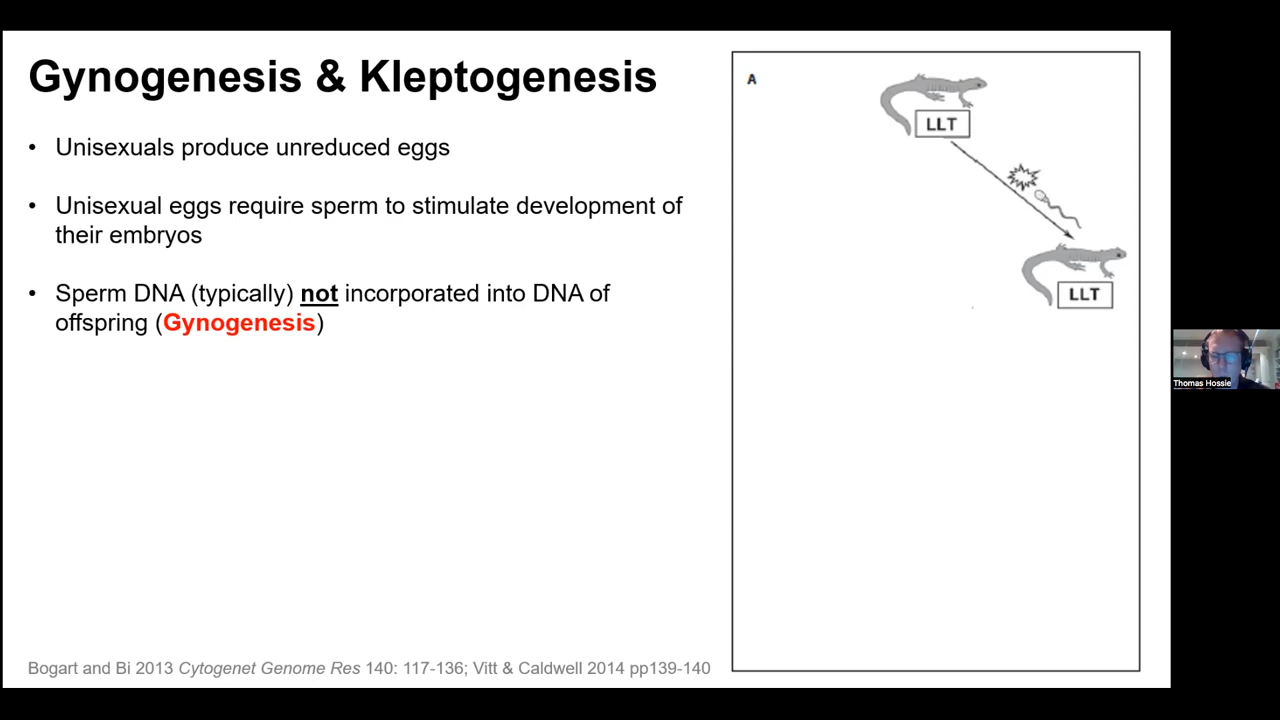 Gynogenesis & Kleptogenesis
• Unisexuals produce unreduced eggs
• Unisexual eggs require sperm to stimulate development of
their embryos
• Sperm DNA (typically) not incorporated into DNA of
offspring (Gynogenesis)
Bogart and Bi 2013 Cytogenet Genome Res 140: 117-136; Vitt & Caldwell 2014 pp139-140
A
LLT
LLT
Thomas Hossie